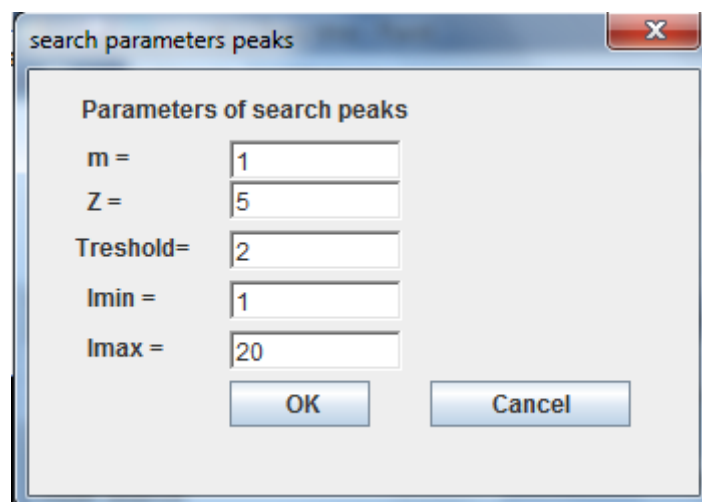 search parameters peaks
Parameters of search peaks
m = 1
Z = 5
Treshold= 2
Imin = 1
Imax = 20
OK Cancel